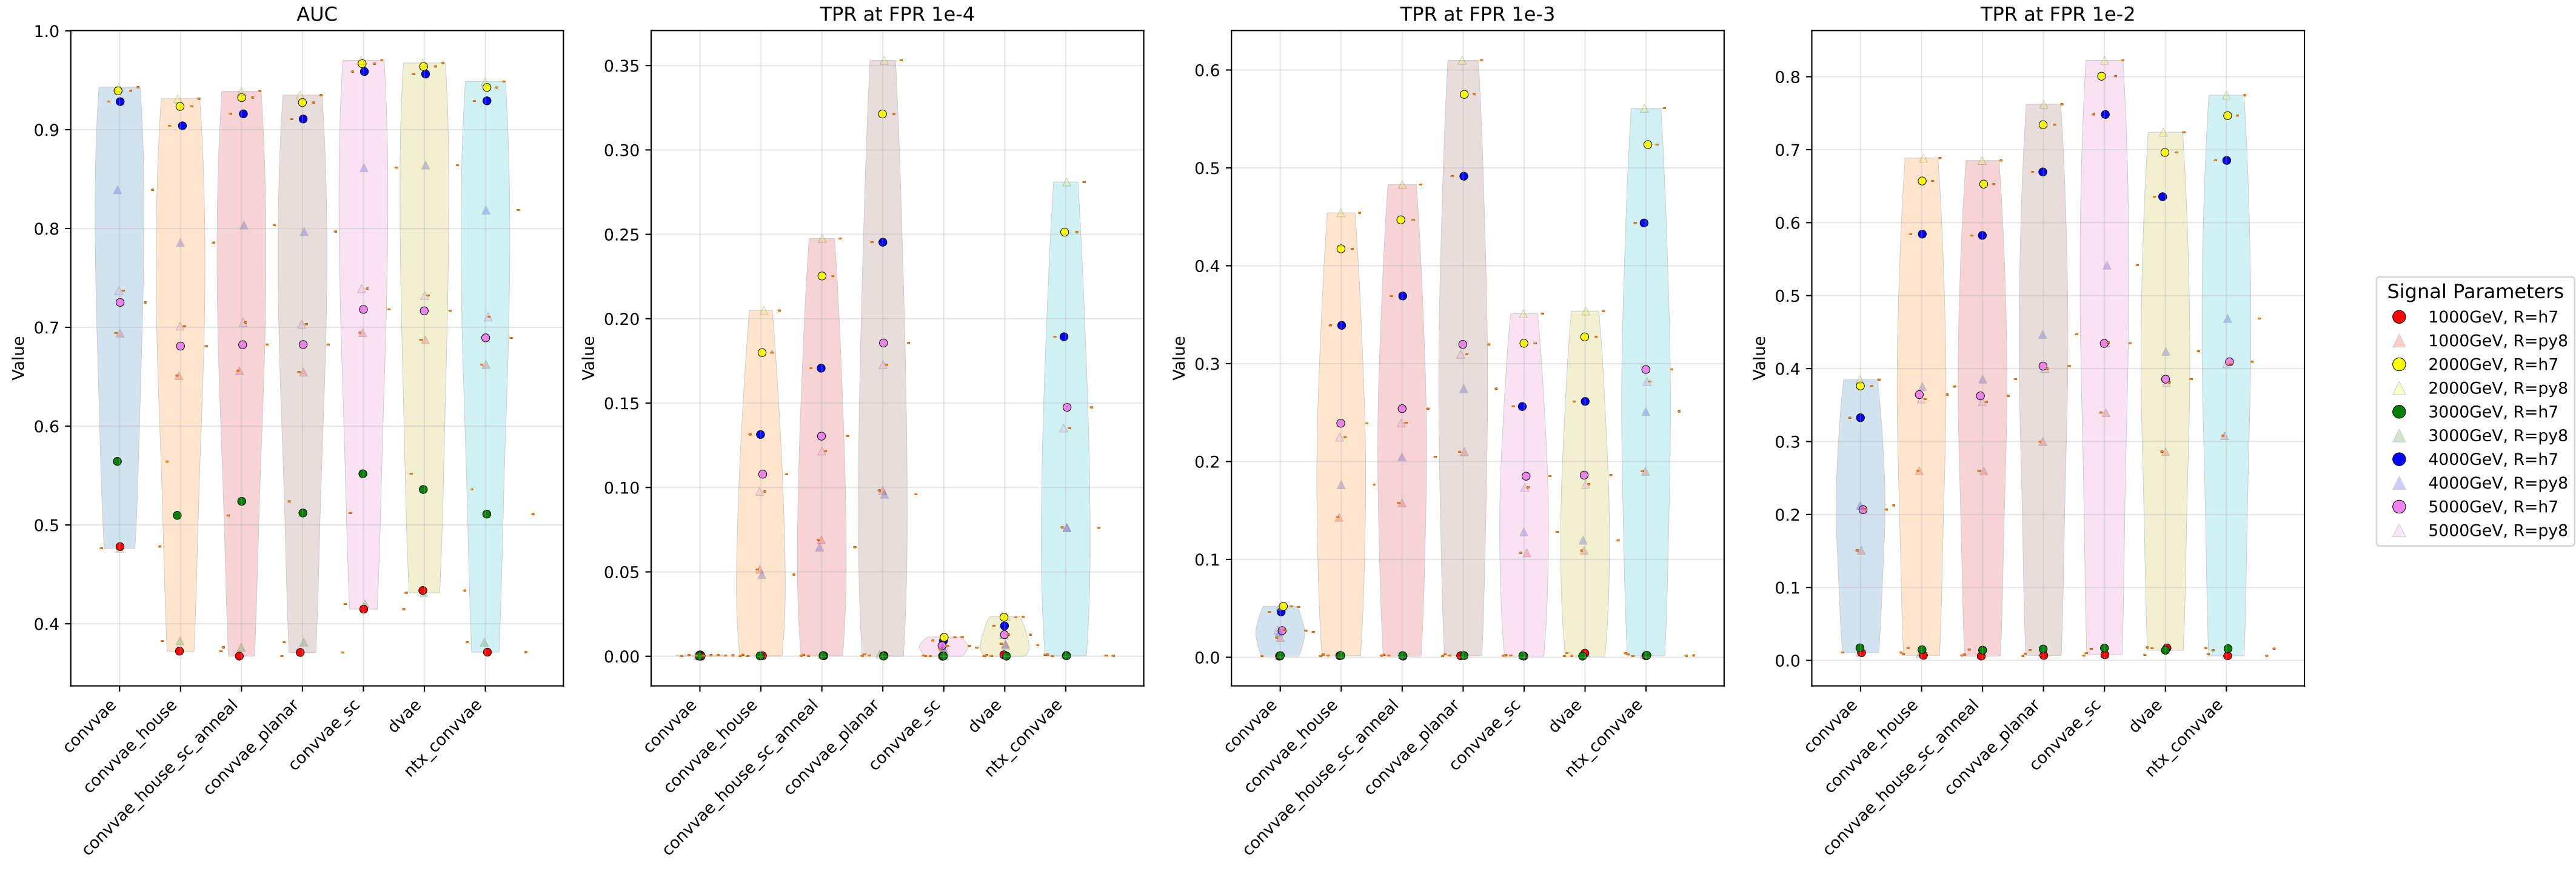 AUC
TPR at FPR 1e-4
TPR at FPR 1e-3
TPR at FPR 1e-2
Value
1.0
0.9
0.8
0.7
0.6
0.5
0.4
convvae
convvae_house
convvae_house_sc_anneal
convvae_planar
convvae_sc
dvae
ntx_convvae
Value
0.35
0.30
0.25
0.20
0.15
0.10
0.05
0.00
convvae
convvae_house
convvae_house_sc_anneal
convvae_planar
convvae_sc
dvae
ntx_convvae
Value
0.6
0.5
0.4
0.3
0.2
0.1
0.0
convvae
convvae_house
convvae_house_sc_anneal
convvae_planar
convvae_sc
dvae
ntx_convvae
Value
0.8
0.7
0.6
0.5
0.4
0.3
0.2
0.1
0.0
convvae
convvae_house
convvae_house_sc_anneal
convvae_planar
convvae_sc
dvae
ntx_convvae
Signal Parameters
1000GeV, R=h7
1000GeV, R=py8
2000GeV, R=h7
2000GeV, R=py8
3000GeV, R=h7
3000GeV, R=py8
4000GeV, R=h7
4000GeV, R=py8
5000GeV, R=h7
5000GeV, R=py8